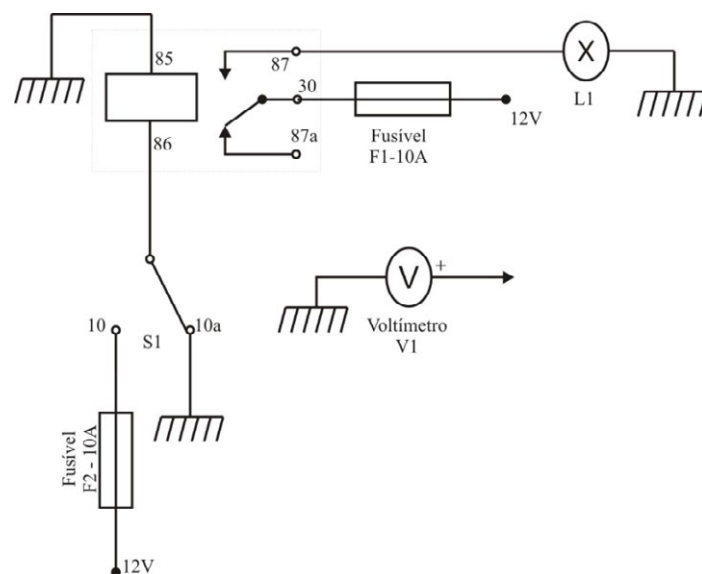 85
86
87
30
87a
Fusível
F1-10A
12V
X
L1
V
+
Voltímetro
V1
10
S1
10a
Fusível
F2 - 10A
12V